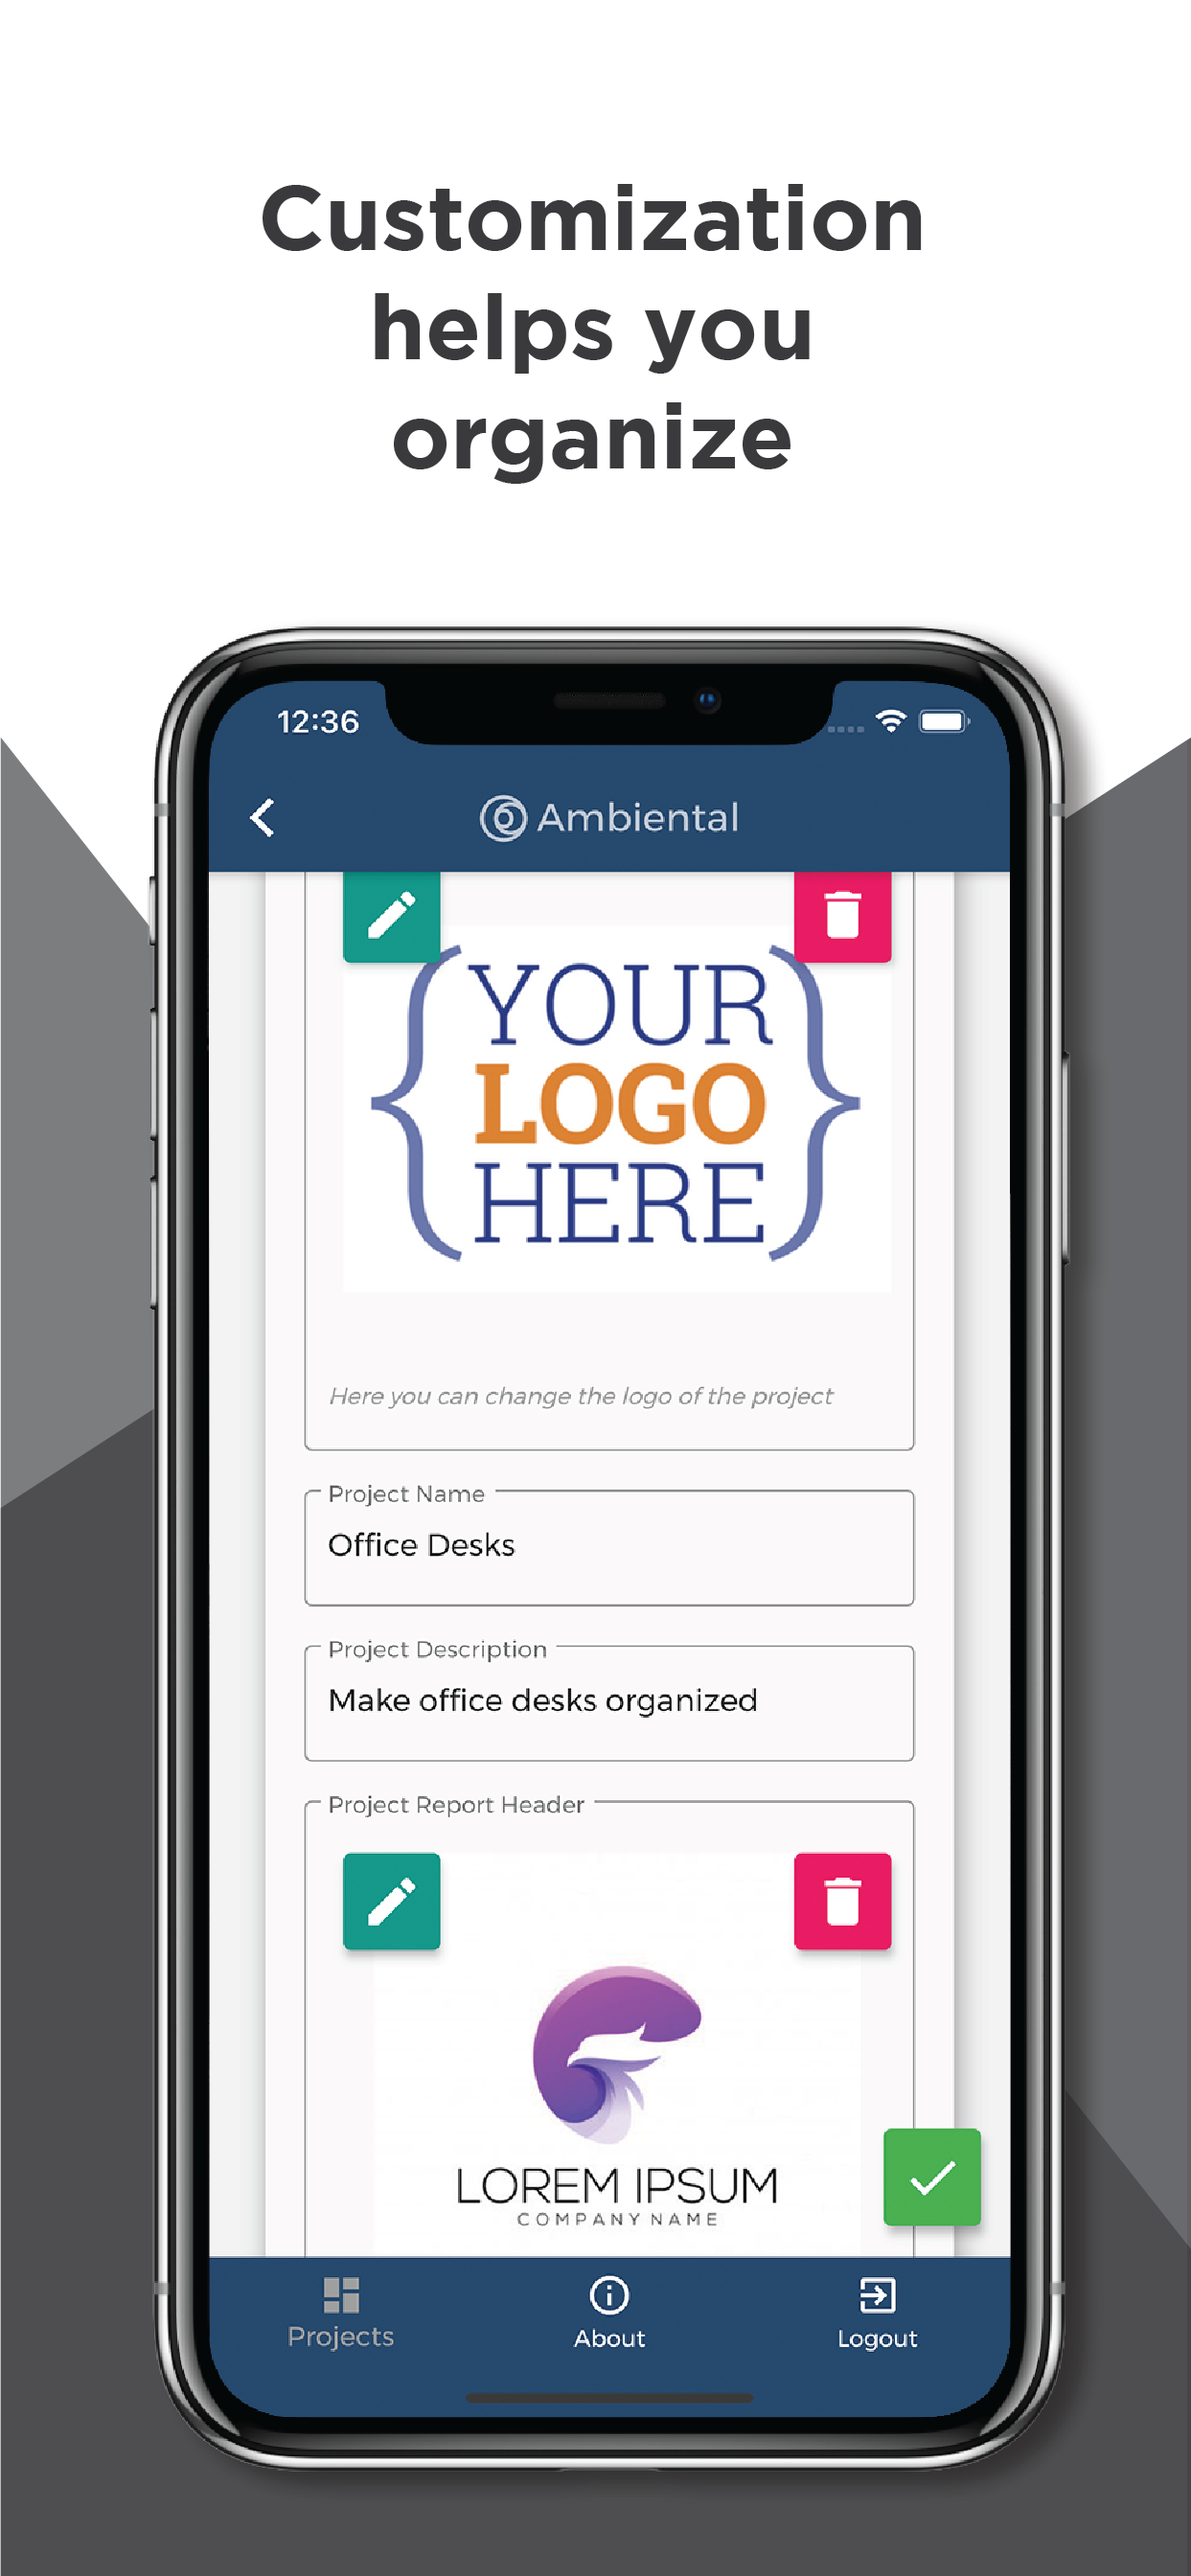 Customization
helps you
organize
12:36
Ambiental
YOUR
LOGO
HERE
Here you can change the logo of the project
Project Name
Office Desks
Project Description
Make office desks organized
Project Report Header
LOREM IPSUM
COMPANY NAME
Projects
About
Logout